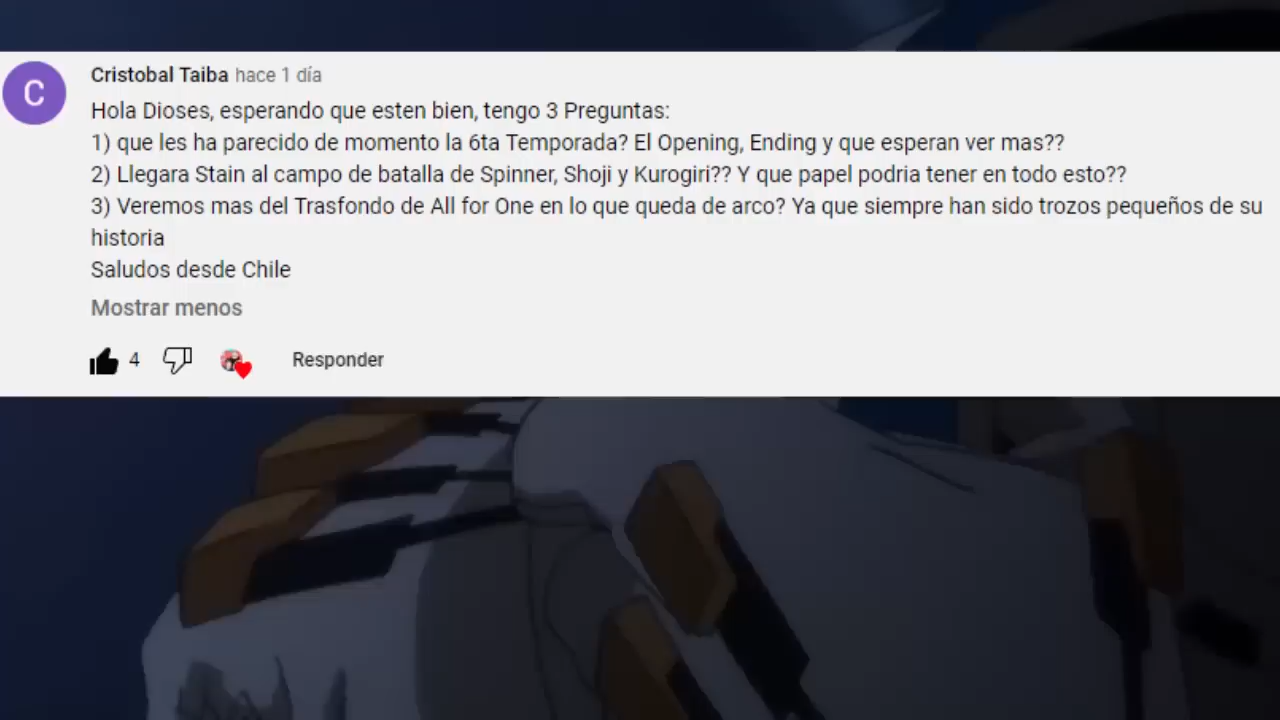 C
Cristobal Taiba hace 1 día
Hola Dioses, esperando que esten bien, tengo 3 Preguntas:
1) que les ha parecido de momento la 6ta Temporada? El Opening, Ending y que esperan ver mas??
2) Llegara Stain al campo de batalla de Spinner, Shoji y Kurogiri?? Y que papel podria tener en todo esto??
3) Veremos mas del Trasfondo de All for One en lo que queda de arco? Ya que siempre han sido trozos pequeños de su
historia
Saludos desde Chile
Mostrar menos
4 Responder